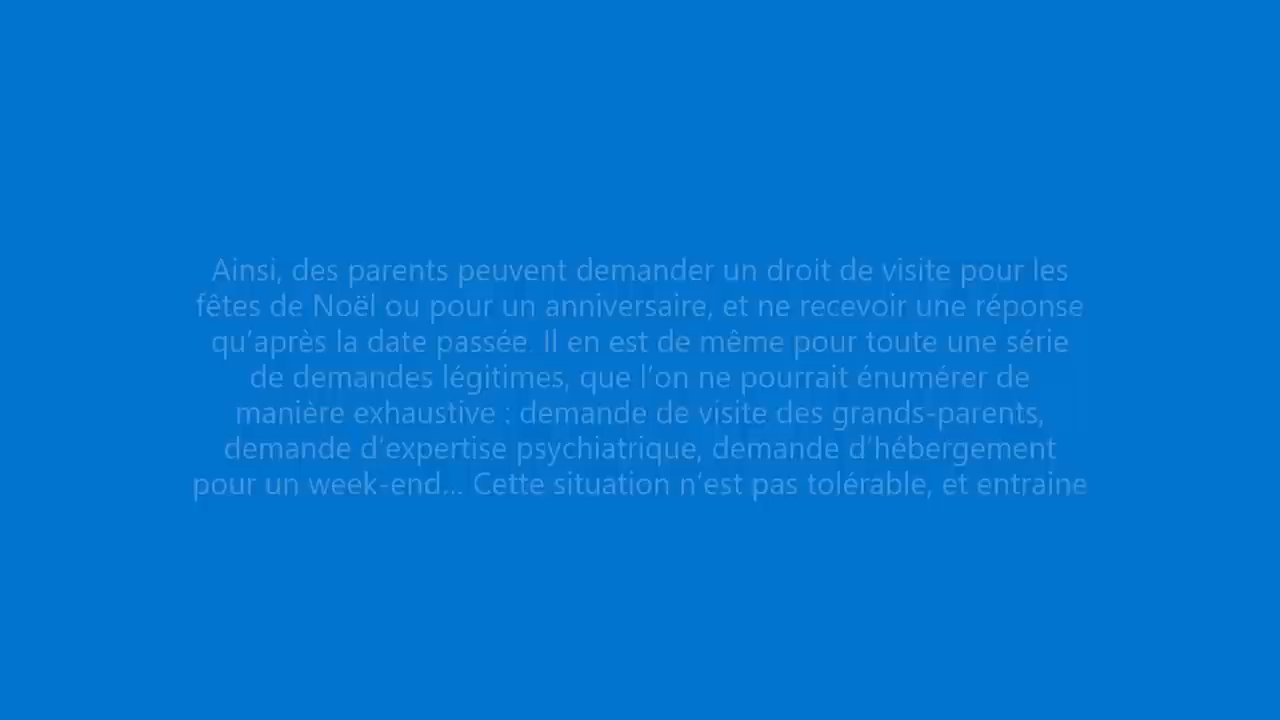 Ainsi, des parents peuvent demander un droit de visite pour les
fêtes de Noël ou pour un anniversaire, et ne recevoir une réponse
qu’après la date passée. Il en est de même pour toute une série
de demandes légitimes, que l’on ne pourrait énumérer de
manière exhaustive : demande de visite des grands-parents,
demande d’expertise psychiatrique, demande d’hébergement
pour un week-end... Cette situation n’est pas tolérable, et entraine